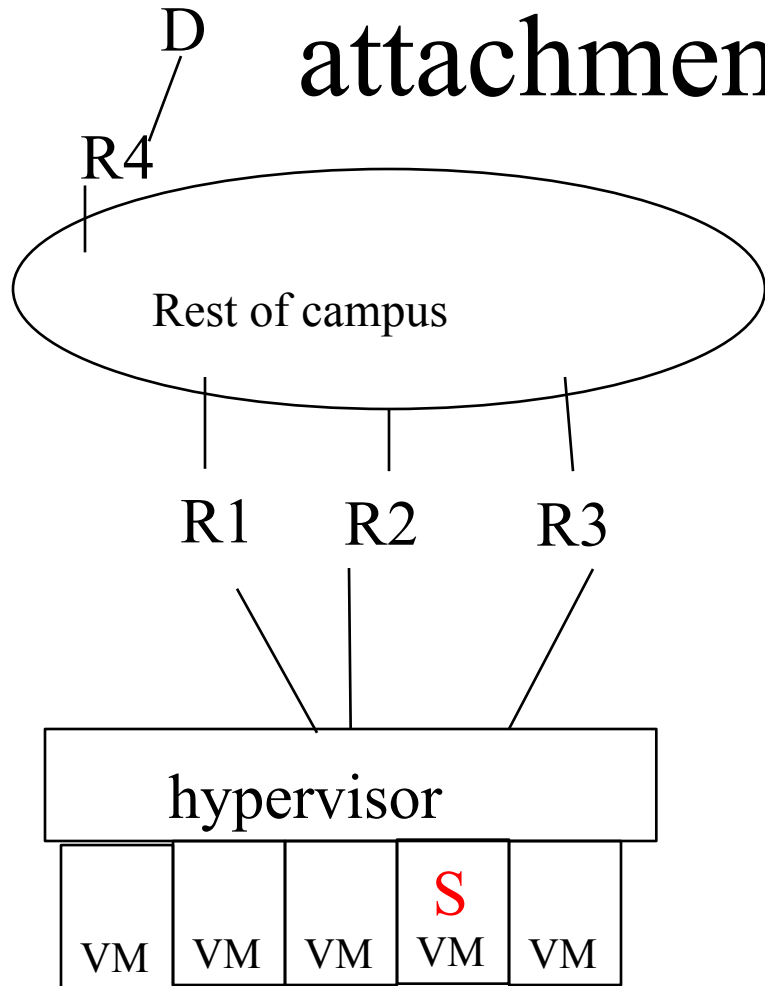 D
attachmen
R4
Rest of campus
R1 R2 R3
hypervisor
S
VM VM VM VM VM